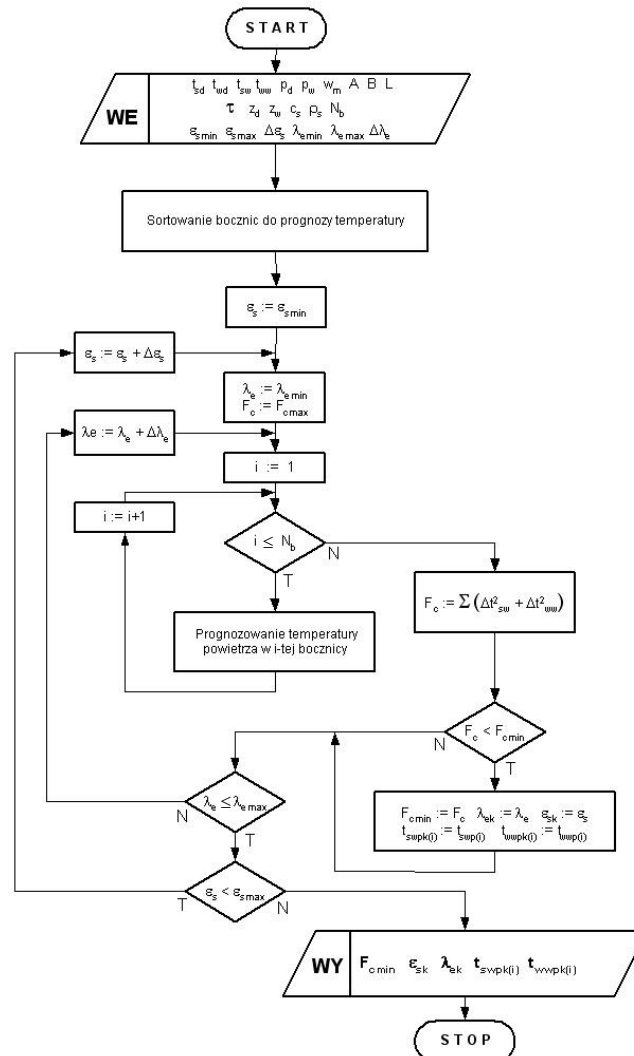 START
WE
t_sd t_wd t_sw t_ww p_d p_w w_m A B L
τ z_d z_w c_s ρ_s N_b
ε_smin ε_smax Δε_s λ_emin λ_emax Δλ_e
Sortowanie bocznic do prognozy temperatury
ε_s := ε_smin
ε_s := ε_s + Δε_s
λ_e := λ_emin
F_c := F_cmax
λe := λ_e + Δλ_e
i := 1
i := i+1
i ≤ N_b
N
T
F_c := Σ (Δt²_sw + Δt²_ww)
Prognozowanie temperatury
powietrza w i-tej bocznicy
F_c < F_cmin
N
T
F_cmin := F_c λ_ek := λ_e ε_sk := ε_s
t_swpk(i) := t_swp(i) t_wwpk(i) := t_wwp(i)
λ_e ≤ λ_emax
N
T
ε_s < ε_smax
T
N
WY
F_cmin ε_sk λ_ek t_swpk(i) t_wwpk(i)
STOP